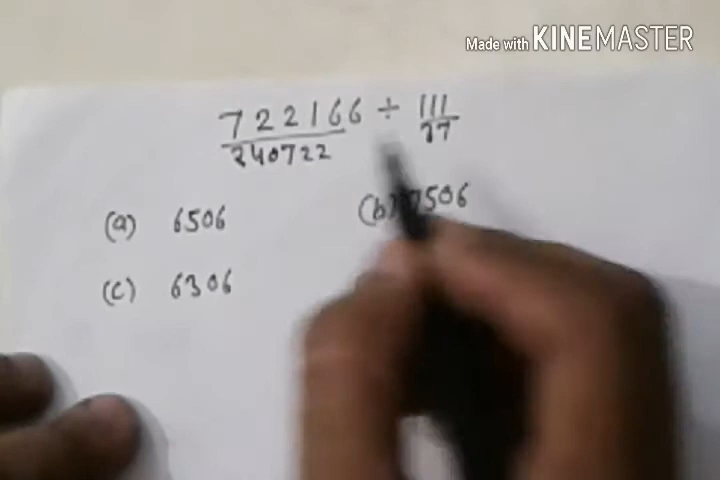 Made with KINEMASTER
722166 ÷ 111
240722 37
(a) 6506
(b) 7506
(c) 6306